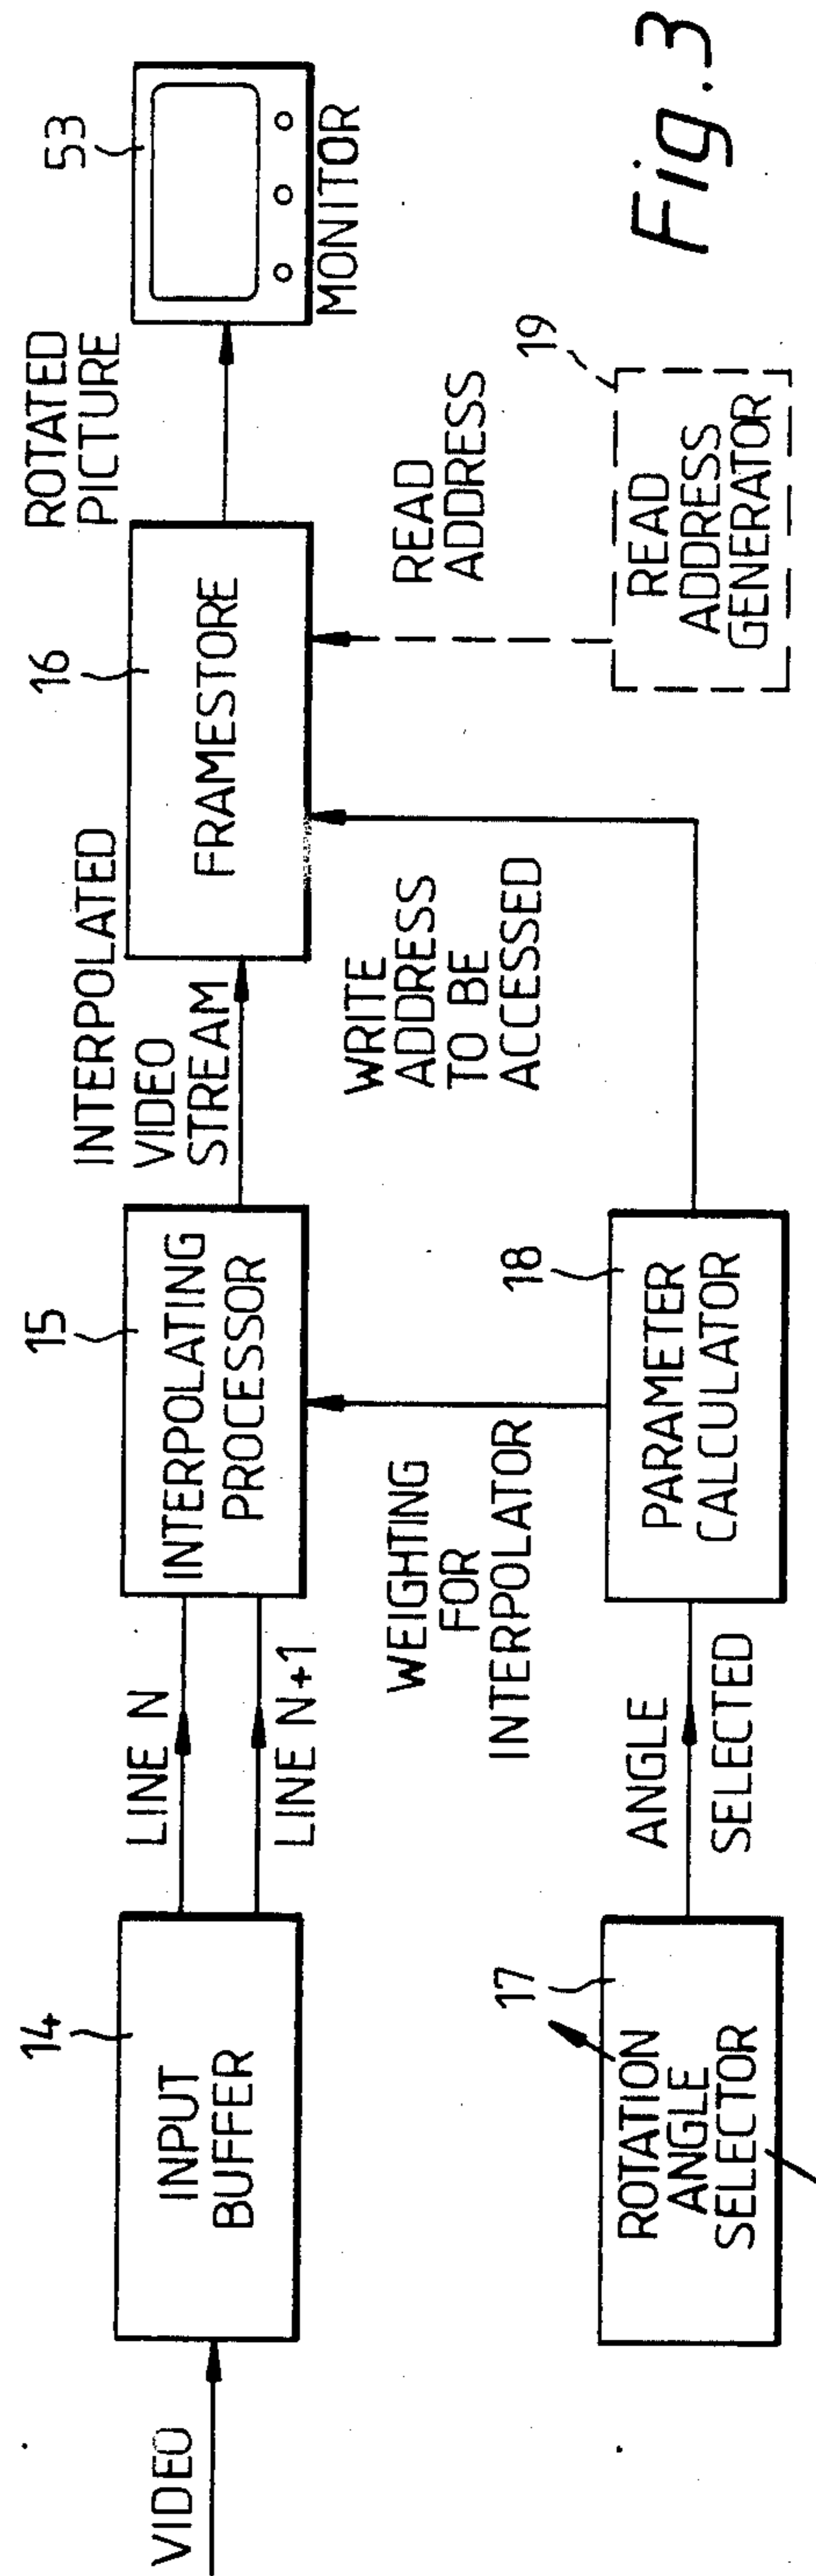 VIDEO
14
INPUT
BUFFER
LINE N
LINE N+1
15
INTERPOLATING
PROCESSOR
INTERPOLATED
VIDEO
STREAM
16
FRAMESTORE
ROTATED
PICTURE
53
MONITOR
WEIGHTING
FOR
INTERPOLATOR
WRITE
ADDRESS
TO BE
ACCESSED
READ
ADDRESS
17
ROTATION
ANGLE
SELECTOR
ANGLE
SELECTED
18
PARAMETER
CALCULATOR
19
READ
ADDRESS
GENERATOR
Fig. 3